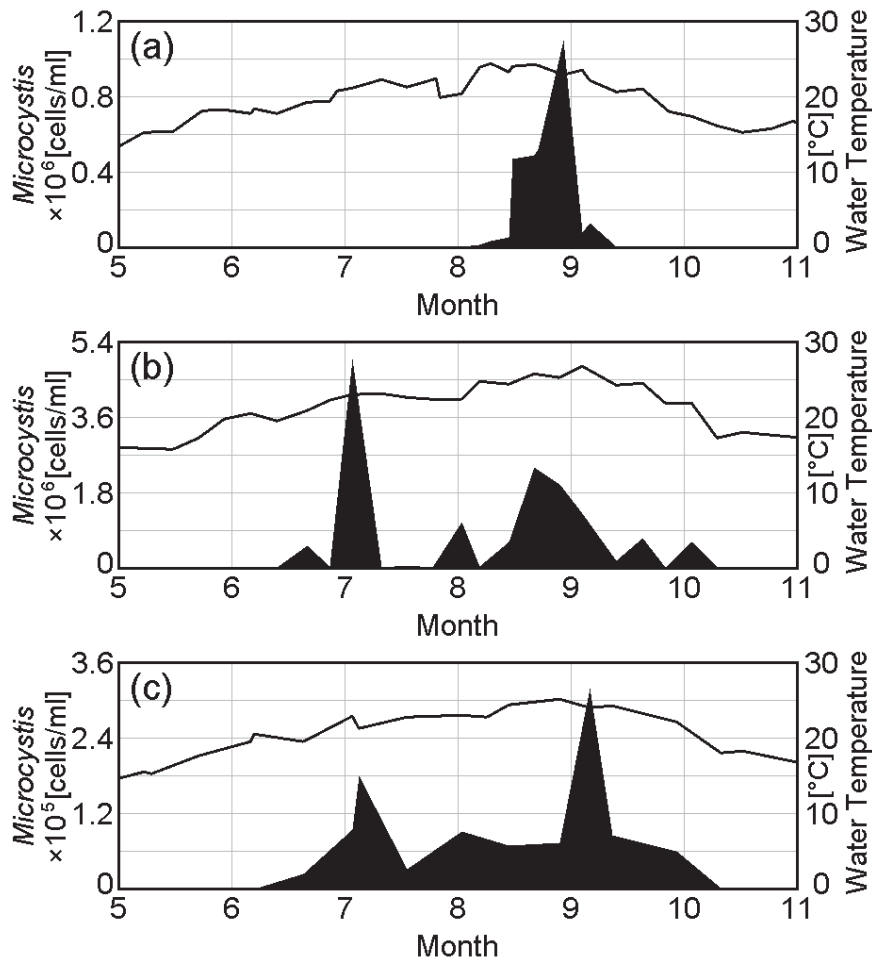 (a)
1.2
0.8
0.4
0
Microcystis
×10⁶[cells/ml]
30
20
10
0
[°C]
Water Temperature
5 6 7 8 9 10 11
Month
(b)
5.4
3.6
1.8
0
Microcystis
×10⁶[cells/ml]
30
20
10
0
[°C]
Water Temperature
5 6 7 8 9 10 11
Month
(c)
3.6
2.4
1.2
0
Microcystis
×10⁵[cells/ml]
30
20
10
0
[°C]
Water Temperature
5 6 7 8 9 10 11
Month